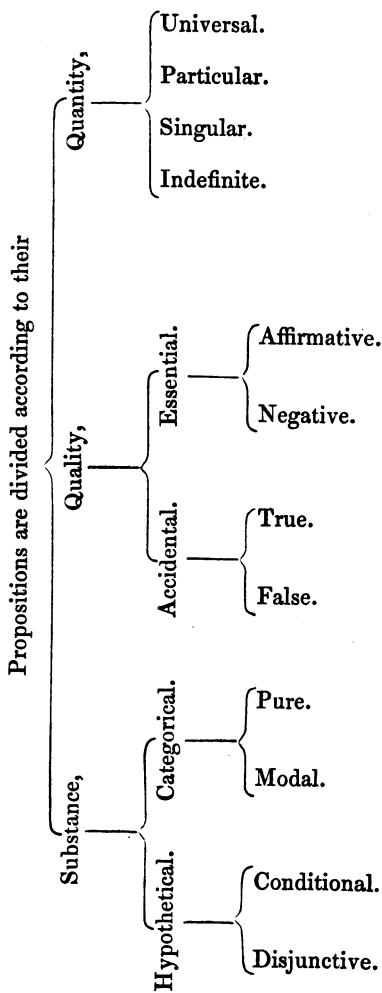 Propositions are divided according to their
Substance,
Quality,
Quantity,
Hypothetical.
Categorical.
Accidental.
Essential.
Universal.
Particular.
Singular.
Indefinite.
Affirmative.
Negative.
True.
False.
Pure.
Modal.
Conditional.
Disjunctive.